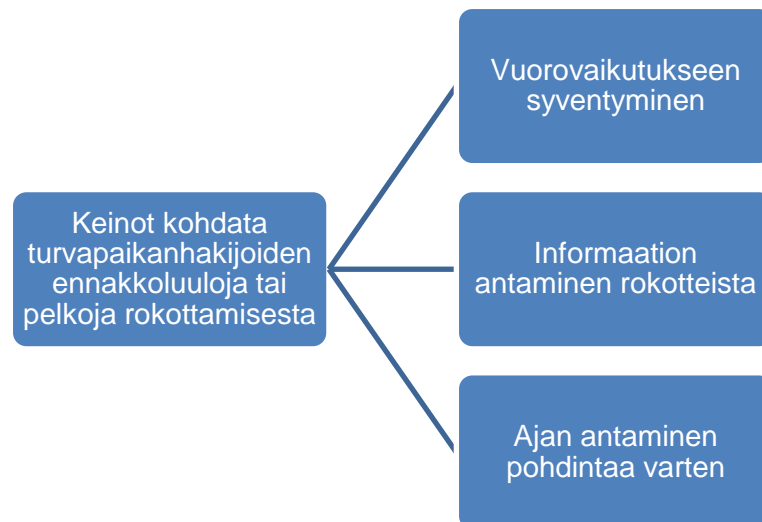 Keinot kohdata
turvapaikanhakijoiden
ennakkoluuloja tai
pelkoja rokottamisesta
Vuorovaikutukseen
syventyminen
Informaation
antaminen rokotteista
Ajan antaminen
pohdintaa varten